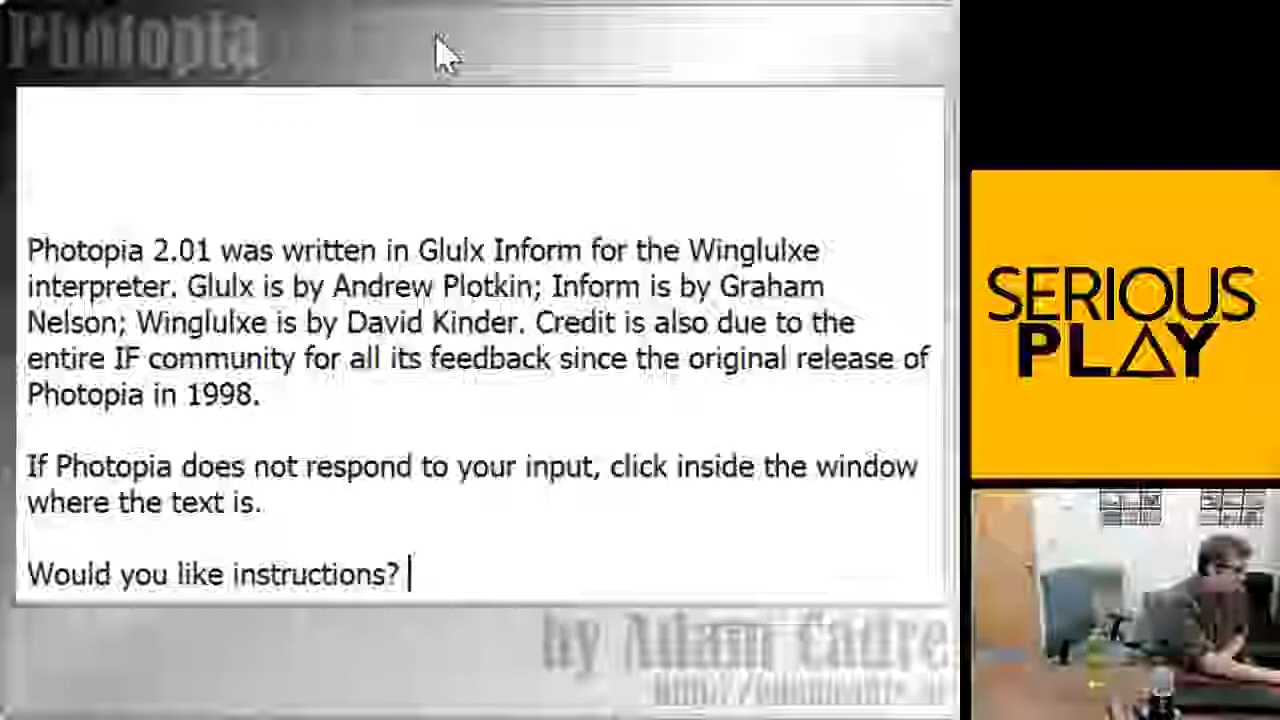 Photopia
Photopia 2.01 was written in Glulx Inform for the Winglulxe
interpreter. Glulx is by Andrew Plotkin; Inform is by Graham
Nelson; Winglulxe is by David Kinder. Credit is also due to the
entire IF community for all its feedback since the original release of
Photopia in 1998.
If Photopia does not respond to your input, click inside the window
where the text is.
Would you like instructions?
by Adam Cadre
SERIOUS
PLAY